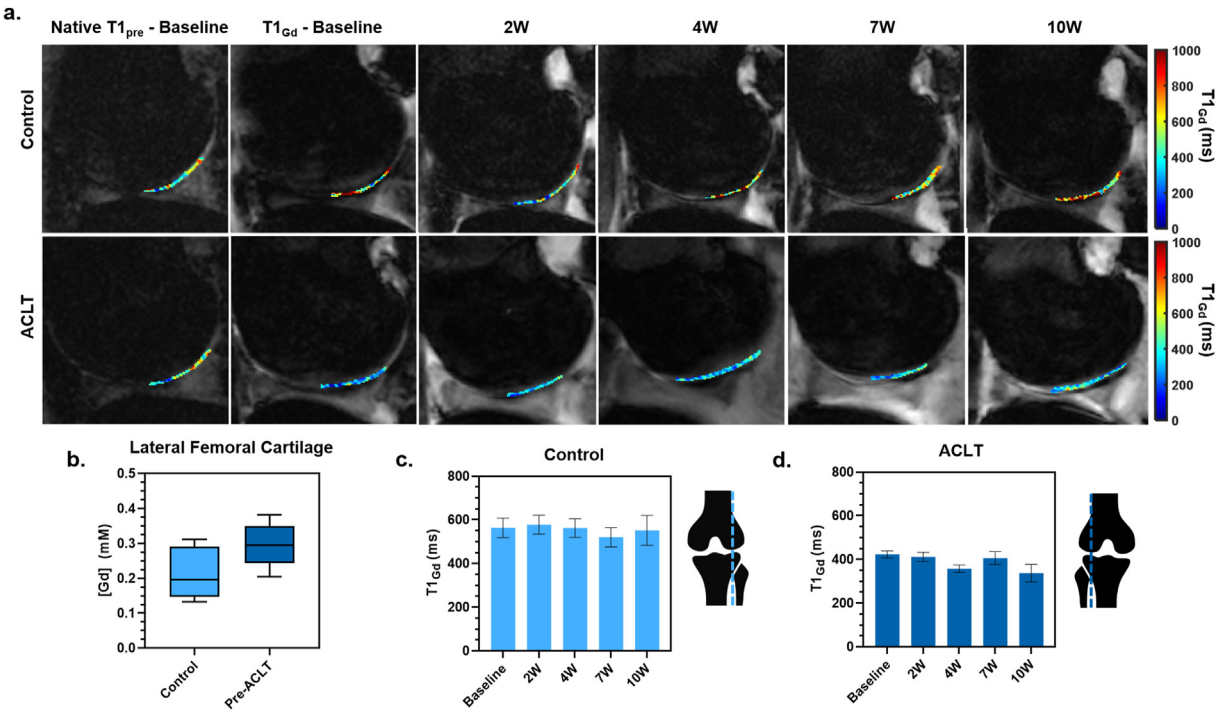 a.
Native T1pre - Baseline
T1Gd - Baseline
2W
4W
7W
10W
Control
1000
800
600
400
200
0
T1Gd (ms)
ACLT
1000
800
600
400
200
0
T1Gd (ms)
b.
Lateral Femoral Cartilage
[Gd] (mM)
0.5
0.4
0.3
0.2
0.1
0.0
Control
Pre-ACLT
c.
Control
T1Gd (ms)
800
600
400
200
0
Baseline
2W
4W
7W
10W
d.
ACLT
T1Gd (ms)
800
600
400
200
0
Baseline
2W
4W
7W
10W